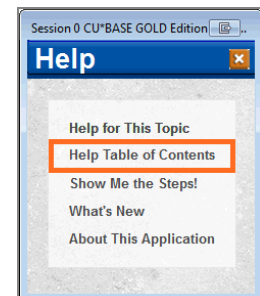 Session 0 CU*BASE GOLD Edition
Help
Help for This Topic
Help Table of Contents
Show Me the Steps!
What's New
About This Application